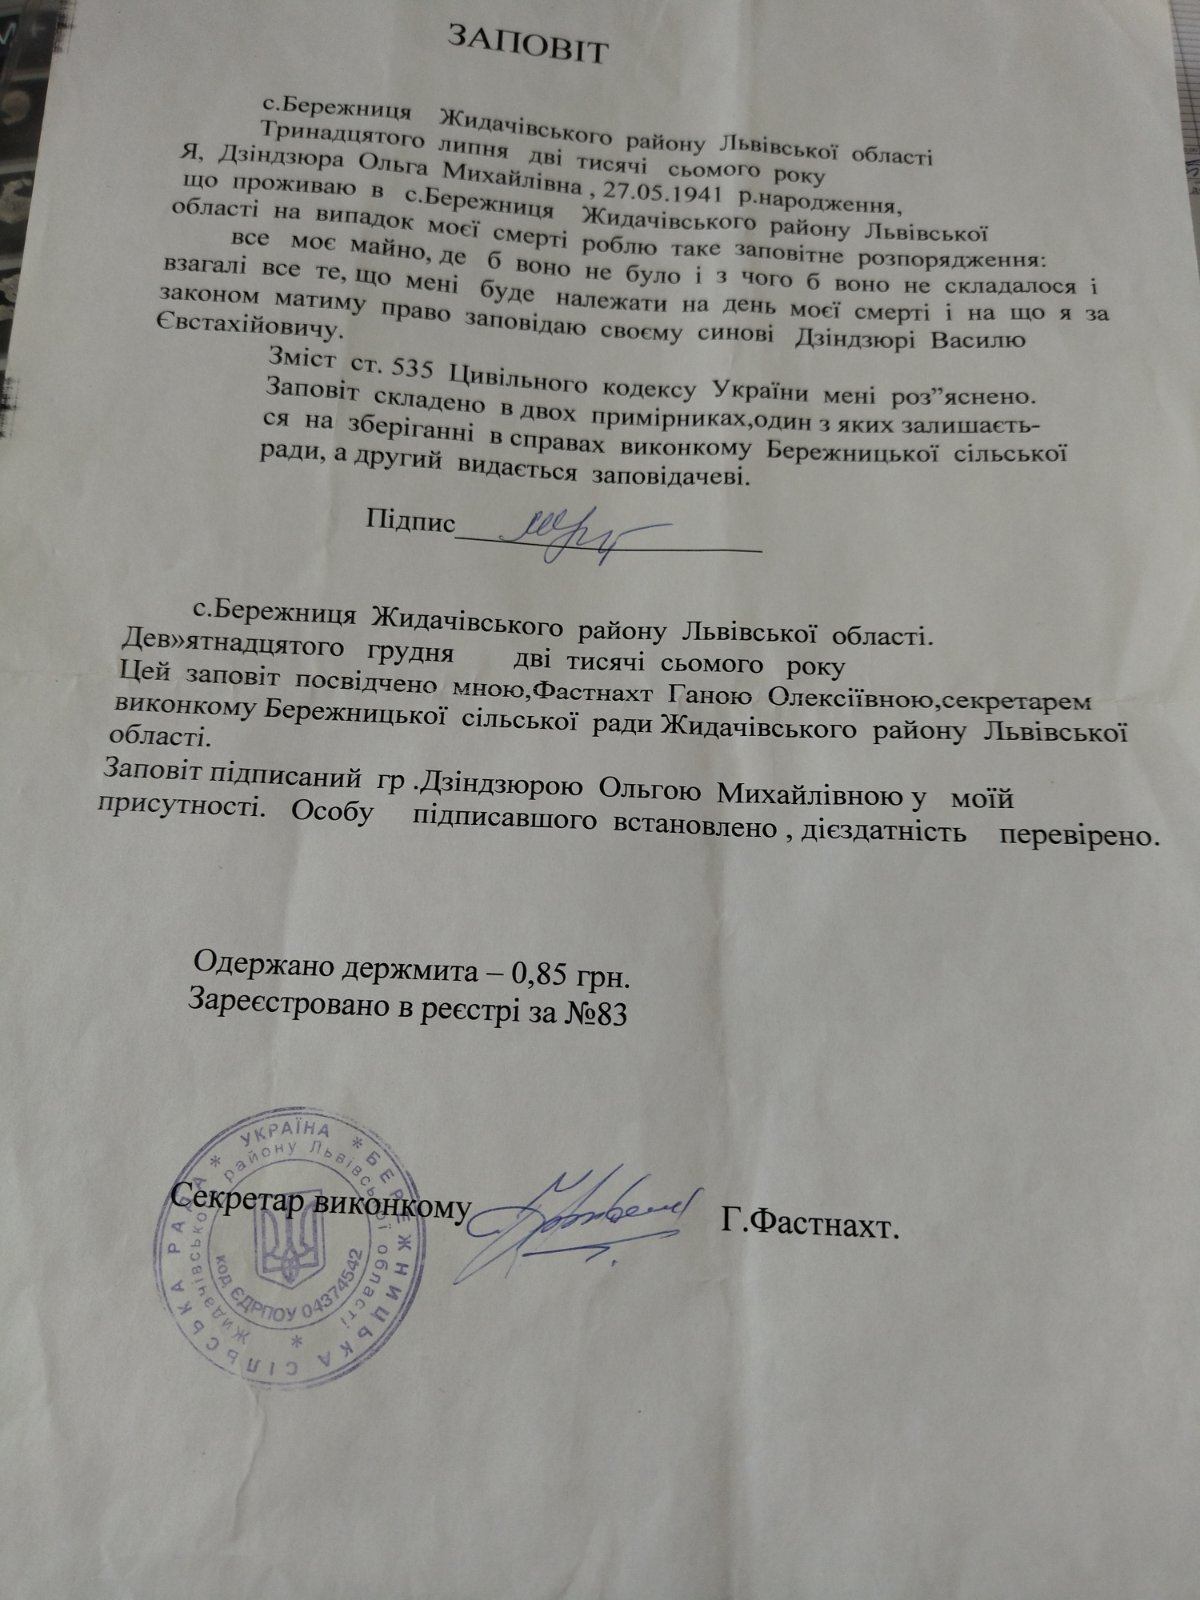 ЗАПОВІТ
с.Бережниця Жидачівського району Львівської області
Тринадцятого липня дві тисячі сьомого року
Я, Дзіндзюра Ольга Михайлівна , 27.05.1941 р.народження,
що проживаю в с.Бережниця Жидачівського району Львівської
області на випадок моєї смерті роблю таке заповітне розпорядження:
все моє майно, де б воно не було і з чого б воно не складалося і
взагалі все те, що мені буде належати на день моєї смерті і на що я за
законом матиму право заповідаю своєму синові Дзіндзюрі Василю
Євстахійовичу.
Зміст ст. 535 Цивільного кодексу України мені роз”яснено.
Заповіт складено в двох примірниках,один з яких залишаєть-
ся на зберіганні в справах виконкому Бережницької сільської
ради, а другий видається заповідачеві.
Підпис
с.Бережниця Жидачівського району Львівської області.
Дев»ятнадцятого грудня дві тисячі сьомого року
Цей заповіт посвідчено мною,Фастнахт Ганою Олексіївною,секретарем
виконкому Бережницької сільської ради Жидачівського району Львівської
області.
Заповіт підписаний гр .Дзіндзюрою Ольгою Михайлівною у моїй
присутності. Особу підписавшого встановлено , дієздатність перевірено.
Одержано держмита – 0,85 грн.
Зареєстровано в реєстрі за №83
Секретар виконкому Г.Фастнахт.
* УКРАЇНА * БЕРЕЖНИЦЬКА СІЛЬСЬКА РАДА
Жидачівського району Львівської області *
код ЄДРПОУ 04374542